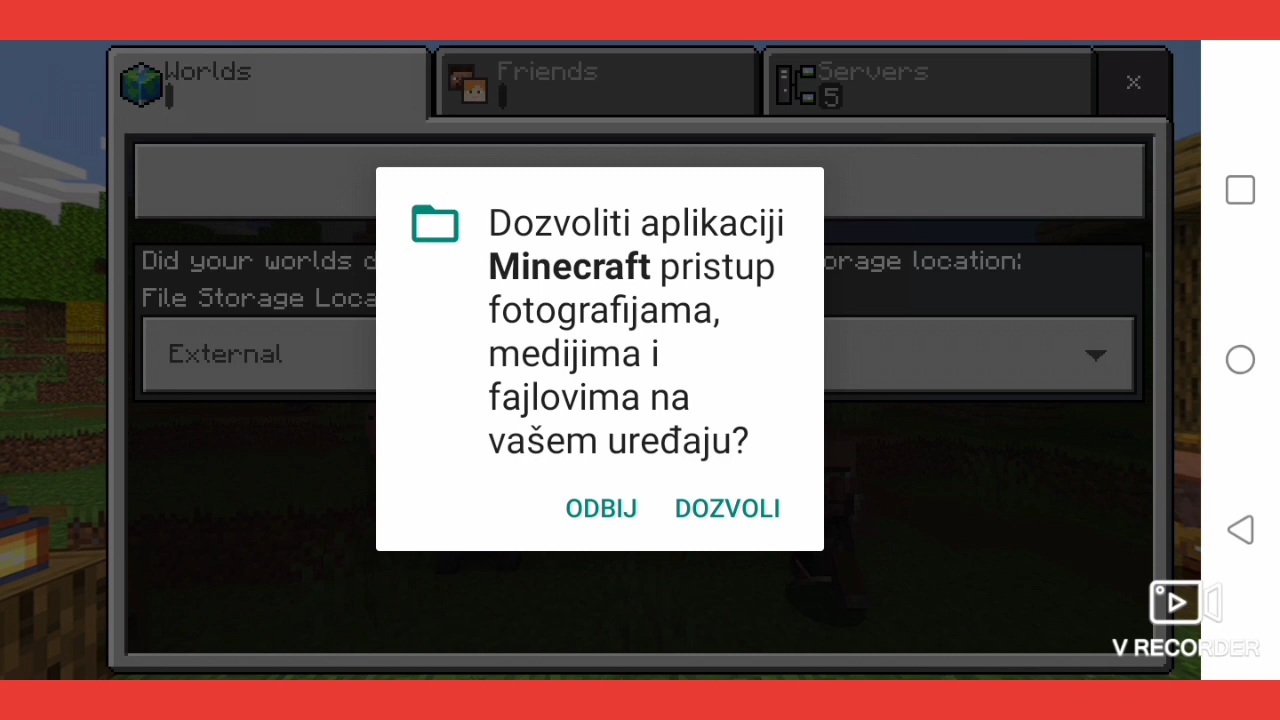 Worlds
Friends
Servers
5
Dozvoliti aplikaciji
Minecraft pristup
fotografijama,
medijima i
fajlovima na
vašem uređaju?
ODBIJ DOZVOLI
Did your worlds
orage location:
File Storage Loca
External
V RECORDER